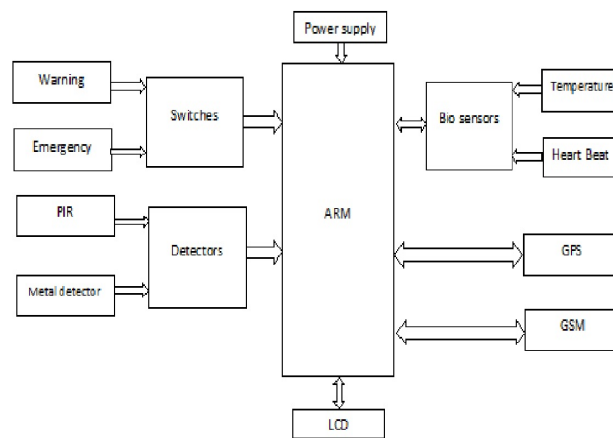 Power supply
Warning
Switches
Emergency
PIR
Detectors
Metal detector
ARM
Bio sensors
Temperature
Heart Beat
GPS
GSM
LCD